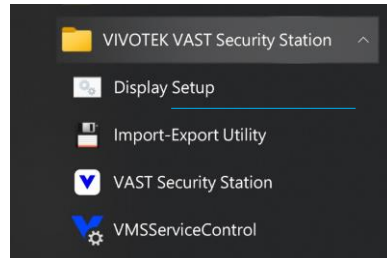 VIVOTEK VAST Security Station
Display Setup
Import-Export Utility
VAST Security Station
VMSServiceControl